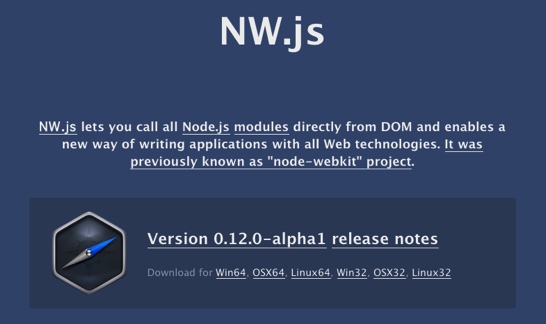 NW.js
NW.js lets you call all Node.js modules directly from DOM and enables a
new way of writing applications with all Web technologies. It was
previously known as "node-webkit" project.
Version 0.12.0-alpha1 release notes
Download for Win64, OSX64, Linux64, Win32, OSX32, Linux32